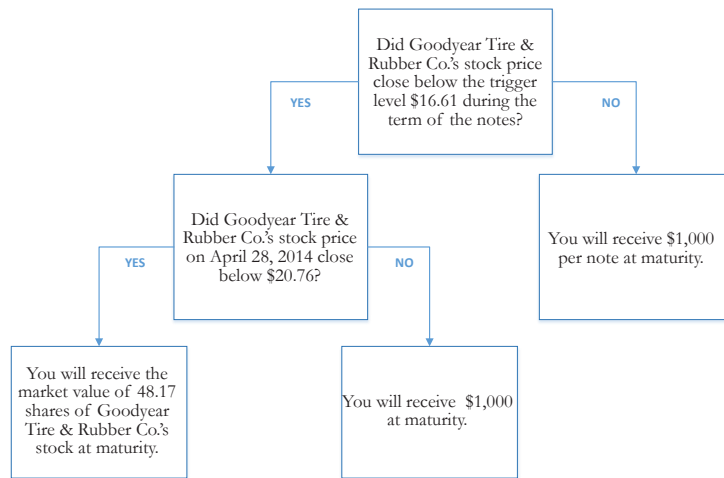 Did Goodyear Tire &
Rubber Co.'s stock price
close below the trigger
level $16.61 during the
term of the notes?
YES
NO
Did Goodyear Tire &
Rubber Co.'s stock price
on April 28, 2014 close
below $20.76?
You will receive $1,000
per note at maturity.
YES
NO
You will receive the
market value of 48.17
shares of Goodyear
Tire & Rubber Co.'s
stock at maturity.
You will receive $1,000
at maturity.